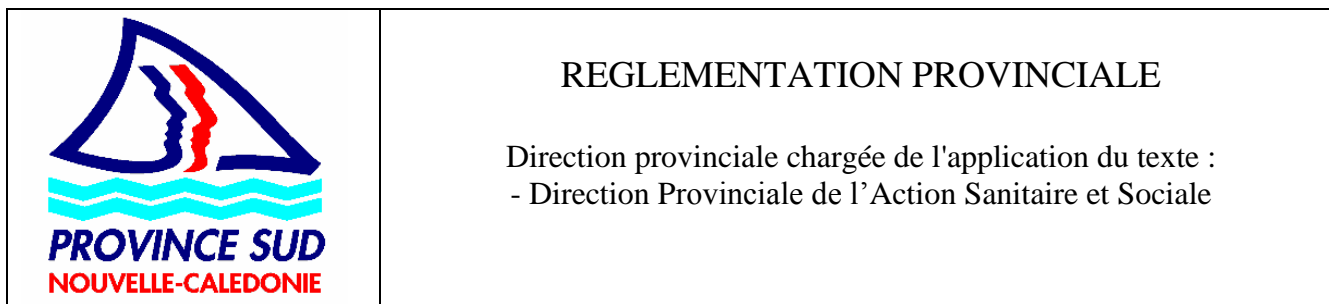 PROVINCE SUD
NOUVELLE-CALEDONIE
REGLEMENTATION PROVINCIALE
Direction provinciale chargée de l'application du texte :
- Direction Provinciale de l’Action Sanitaire et Sociale